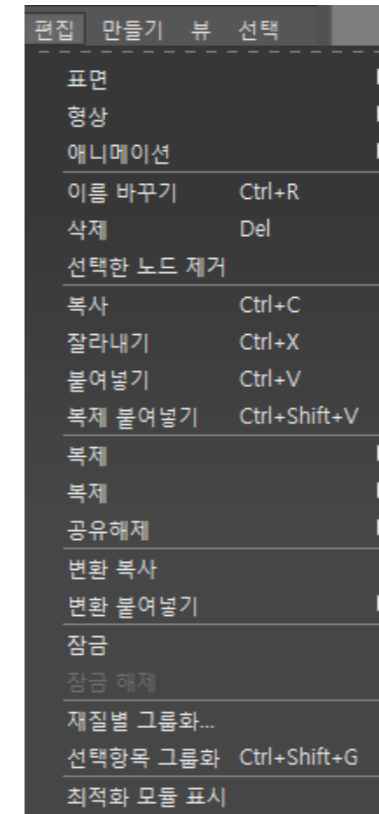 편집 만들기 뷰 선택
표면
형상
애니메이션
이름 바꾸기 Ctrl+R
삭제 Del
선택한 노드 제거
복사 Ctrl+C
잘라내기 Ctrl+X
붙여넣기 Ctrl+V
복제 붙여넣기 Ctrl+Shift+V
복제
복제
공유해제
변환 복사
변환 붙여넣기
잠금
잠금 해제
재질별 그룹화...
선택항목 그룹화 Ctrl+Shift+G
최적화 모듈 표시